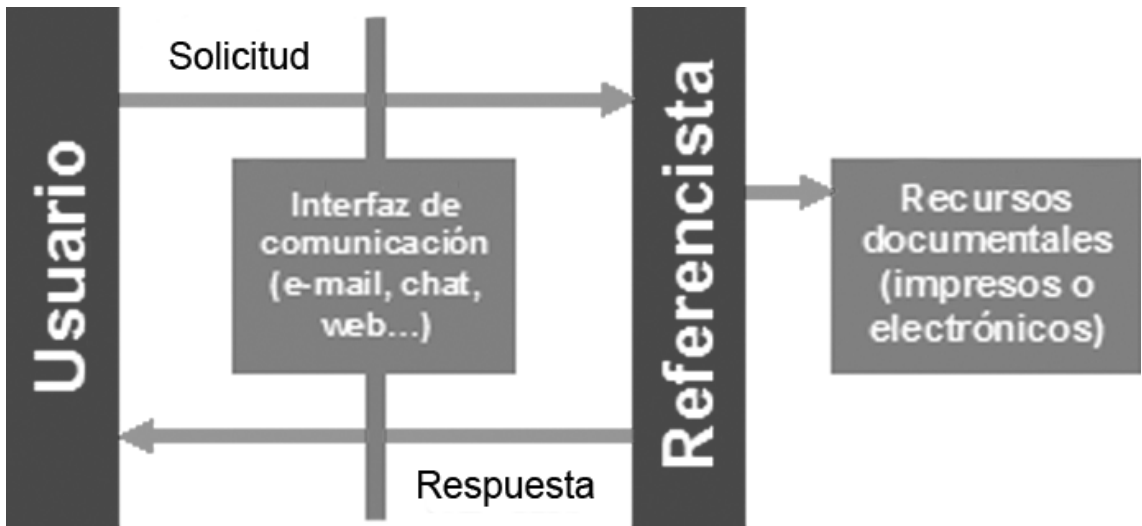 Usuario
Solicitud
Interfaz de
comunicación
(e-mail, chat,
web...)
Respuesta
Referencista
Recursos
documentales
(impresos o
electrónicos)